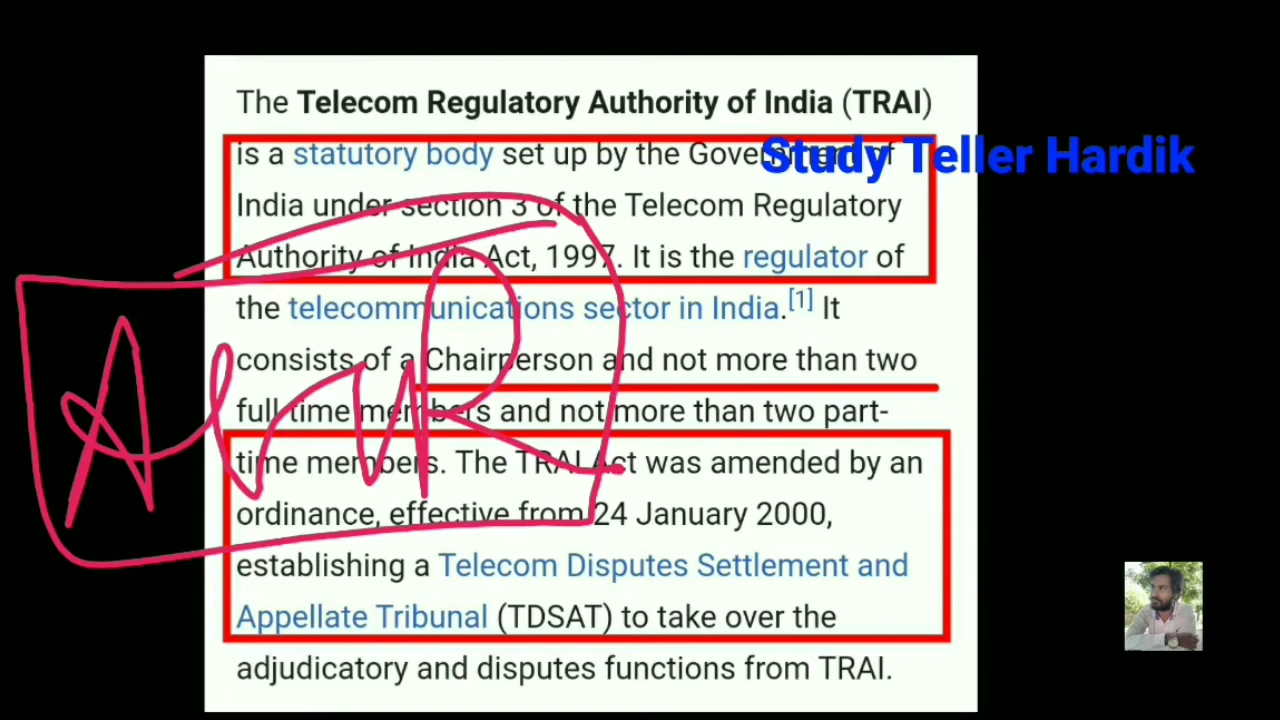 The Telecom Regulatory Authority of India (TRAI)
is a statutory body set up by the Government of
Study Teller Hardik
India under section 3 of the Telecom Regulatory
Authority of India Act, 1997. It is the regulator of
the telecommunications sector in India.[1] It
consists of a Chairperson and not more than two
full time members and not more than two part-
time members. The TRAI Act was amended by an
ordinance, effective from 24 January 2000,
establishing a Telecom Disputes Settlement and
Appellate Tribunal (TDSAT) to take over the
adjudicatory and disputes functions from TRAI.